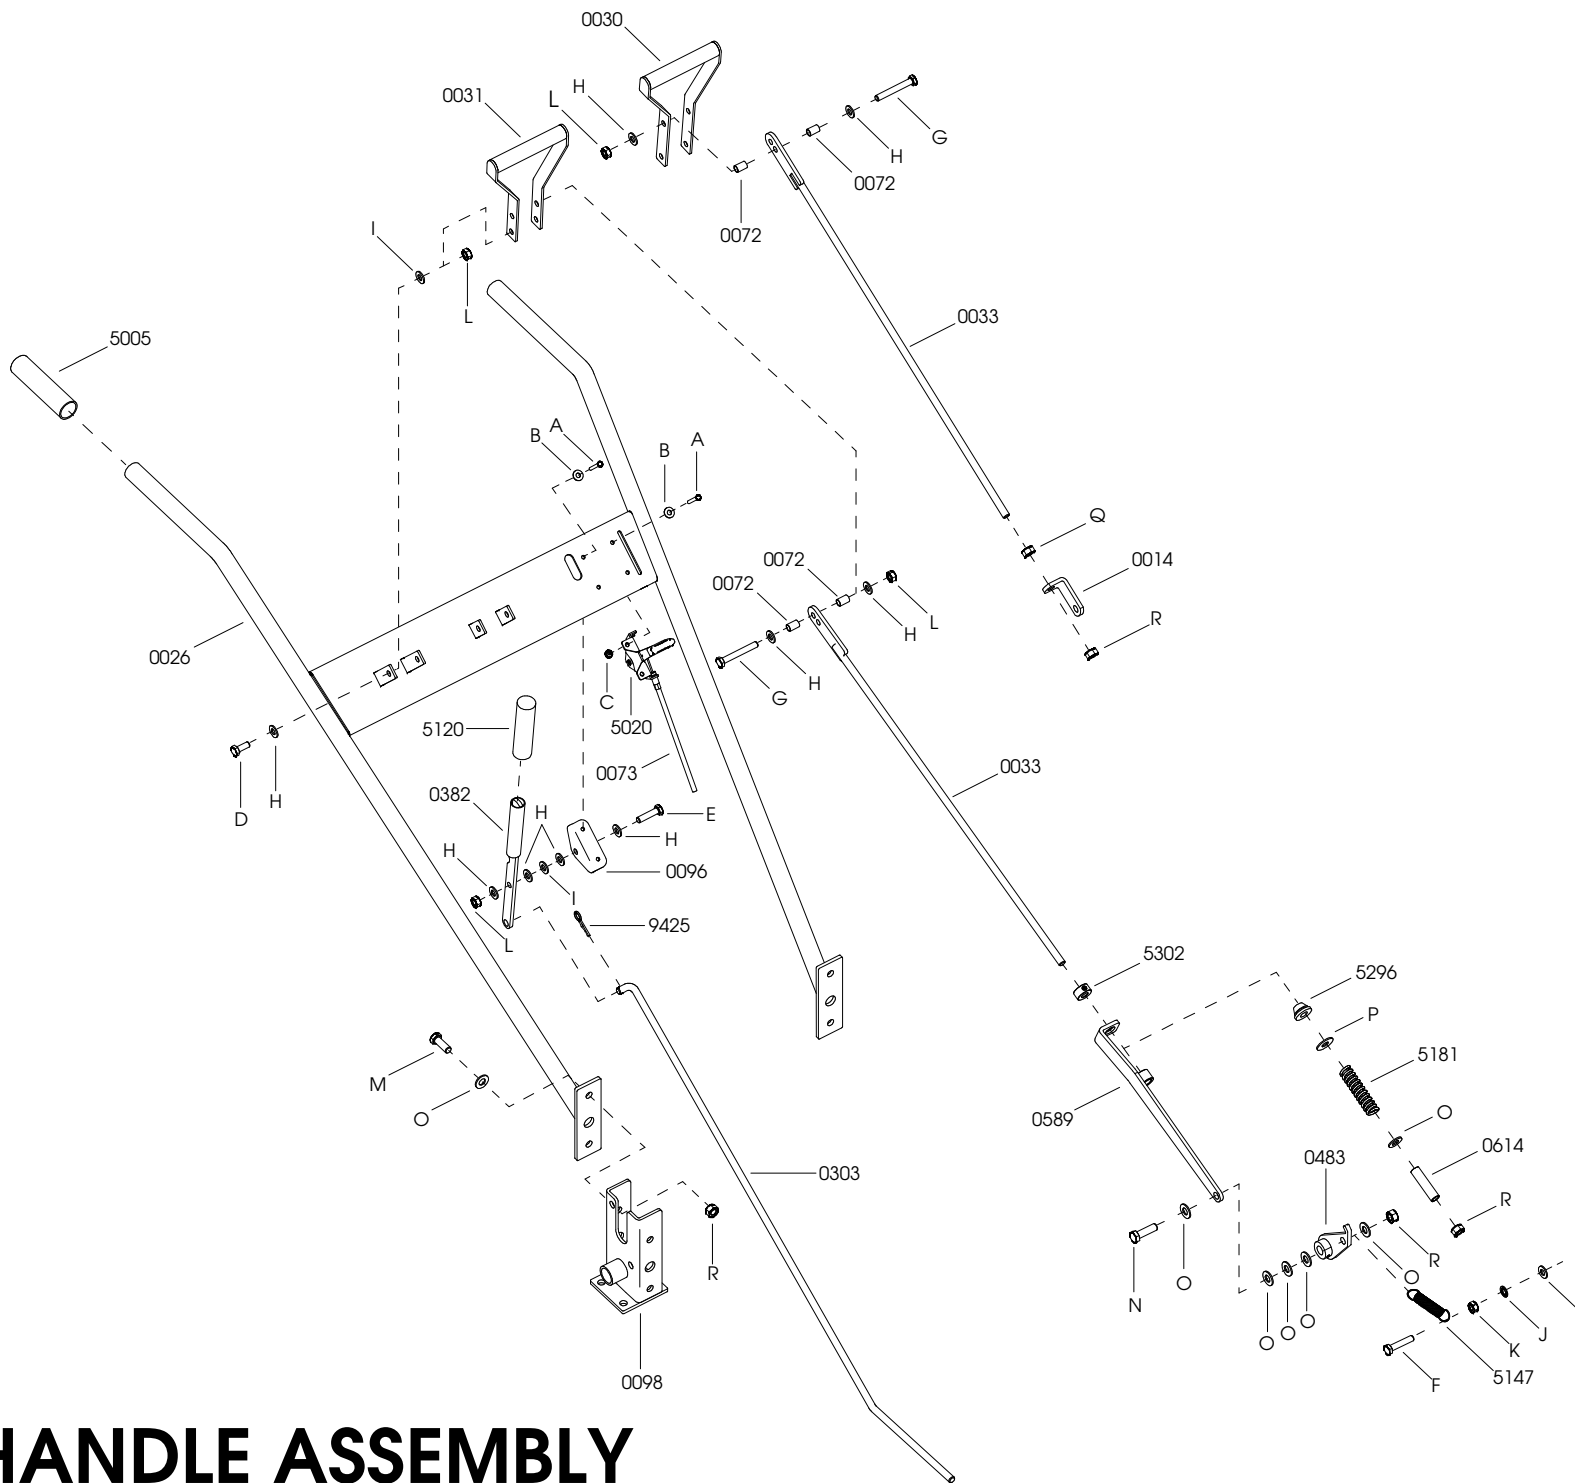 0030
0031
H
L
G
H
0072
0072
I
L
0033
5005
A
B
A
B
Q
0014
0072
0072
L
H
R
0026
H
G
C
5020
5120
0073
0033
D
H
0382
H
E
H
H
0096
I
L
9425
5302
5296
P
5181
M
O
0589
O
0483
0614
0303
R
R
R
N
O
O
O
O
O
J
K
5147
F
0098
HANDLE ASSEMBLY